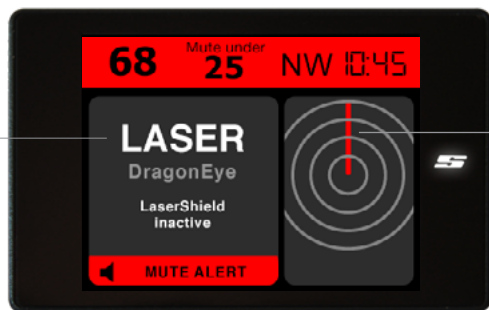 68
Mute under
25
NW 10:45
LASER
DragonEye
LaserShield
inactive
MUTE ALERT
S